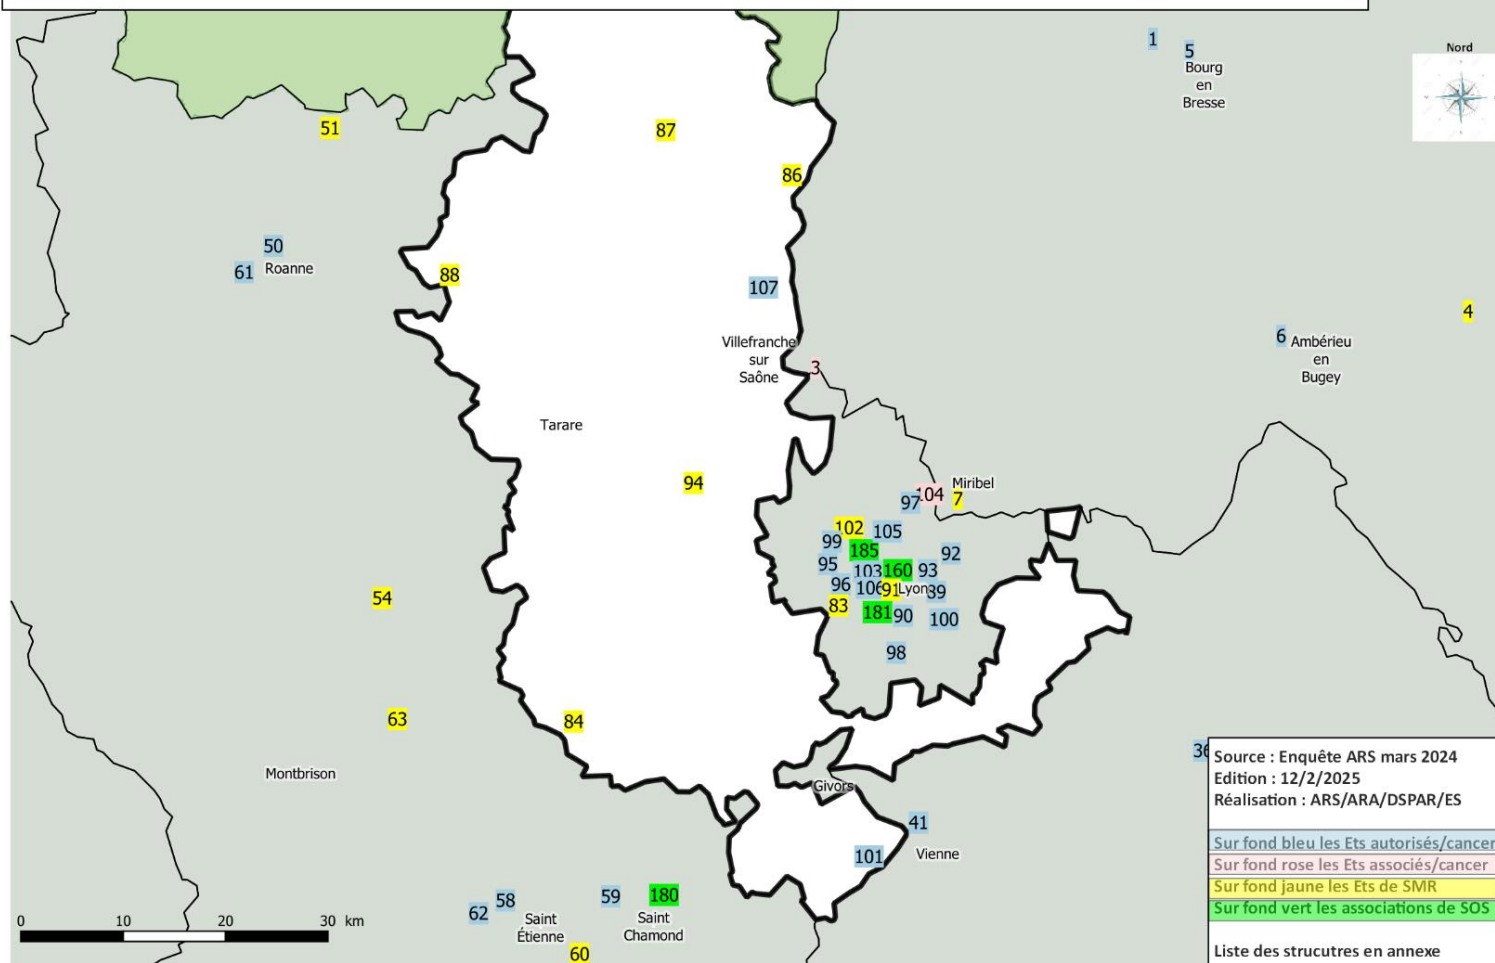 1
5
Bourg
en
Bresse
Nord
51
87
86
50
61
Roanne
88
107
4
6
Ambérieu
en
Bugey
Villefranche
sur
Saône
3
Tarare
94
Miribel
104
7
97
102
105
99
185
92
95
103
160
93
96
106
91
Lyon
89
83
181
90
100
54
98
63
84
36
Montbrison
Givors
41
101
Vienne
58
59
180
62
Saint
Étienne
Saint
Chamond
60
0 10 20 30 km
Source : Enquête ARS mars 2024
Edition : 12/2/2025
Réalisation : ARS/ARA/DSPAR/ES
Sur fond bleu les Ets autorisés/cancer
Sur fond rose les Ets associés/cancer
Sur fond jaune les Ets de SMR
Sur fond vert les associations de SOS
Liste des strucutres en annexe